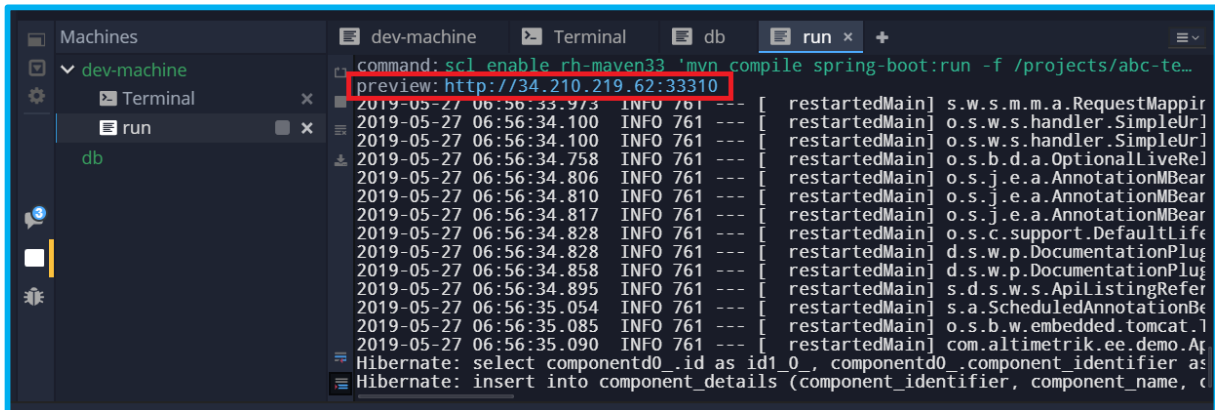 Machines
dev-machine
Terminal
run
db
3
dev-machine Terminal db run
command: scl enable rh-maven33 'mvn compile spring-boot:run -f /projects/abc-te…
preview: http://34.210.219.62:33310
2019-05-27 06:56:33.973 INFO 761 --- [ restartedMain] s.w.s.m.m.a.RequestMappin
2019-05-27 06:56:34.100 INFO 761 --- [ restartedMain] o.s.w.s.handler.SimpleUrl
2019-05-27 06:56:34.100 INFO 761 --- [ restartedMain] o.s.w.s.handler.SimpleUrl
2019-05-27 06:56:34.758 INFO 761 --- [ restartedMain] o.s.b.d.a.OptionalLiveRel
2019-05-27 06:56:34.806 INFO 761 --- [ restartedMain] o.s.j.e.a.AnnotationMBean
2019-05-27 06:56:34.810 INFO 761 --- [ restartedMain] o.s.j.e.a.AnnotationMBean
2019-05-27 06:56:34.817 INFO 761 --- [ restartedMain] o.s.j.e.a.AnnotationMBean
2019-05-27 06:56:34.828 INFO 761 --- [ restartedMain] o.s.c.support.DefaultLife
2019-05-27 06:56:34.828 INFO 761 --- [ restartedMain] d.s.w.p.DocumentationPlug
2019-05-27 06:56:34.858 INFO 761 --- [ restartedMain] d.s.w.p.DocumentationPlug
2019-05-27 06:56:34.895 INFO 761 --- [ restartedMain] s.d.s.w.s.ApiListingRefer
2019-05-27 06:56:35.054 INFO 761 --- [ restartedMain] s.a.ScheduledAnnotationBe
2019-05-27 06:56:35.085 INFO 761 --- [ restartedMain] o.s.b.w.embedded.tomcat.T
2019-05-27 06:56:35.090 INFO 761 --- [ restartedMain] com.altimetrik.ee.demo.Ap
Hibernate: select componentd0_.id as id1_0_, componentd0_.component_identifier as
Hibernate: insert into component_details (component_identifier, component_name, c